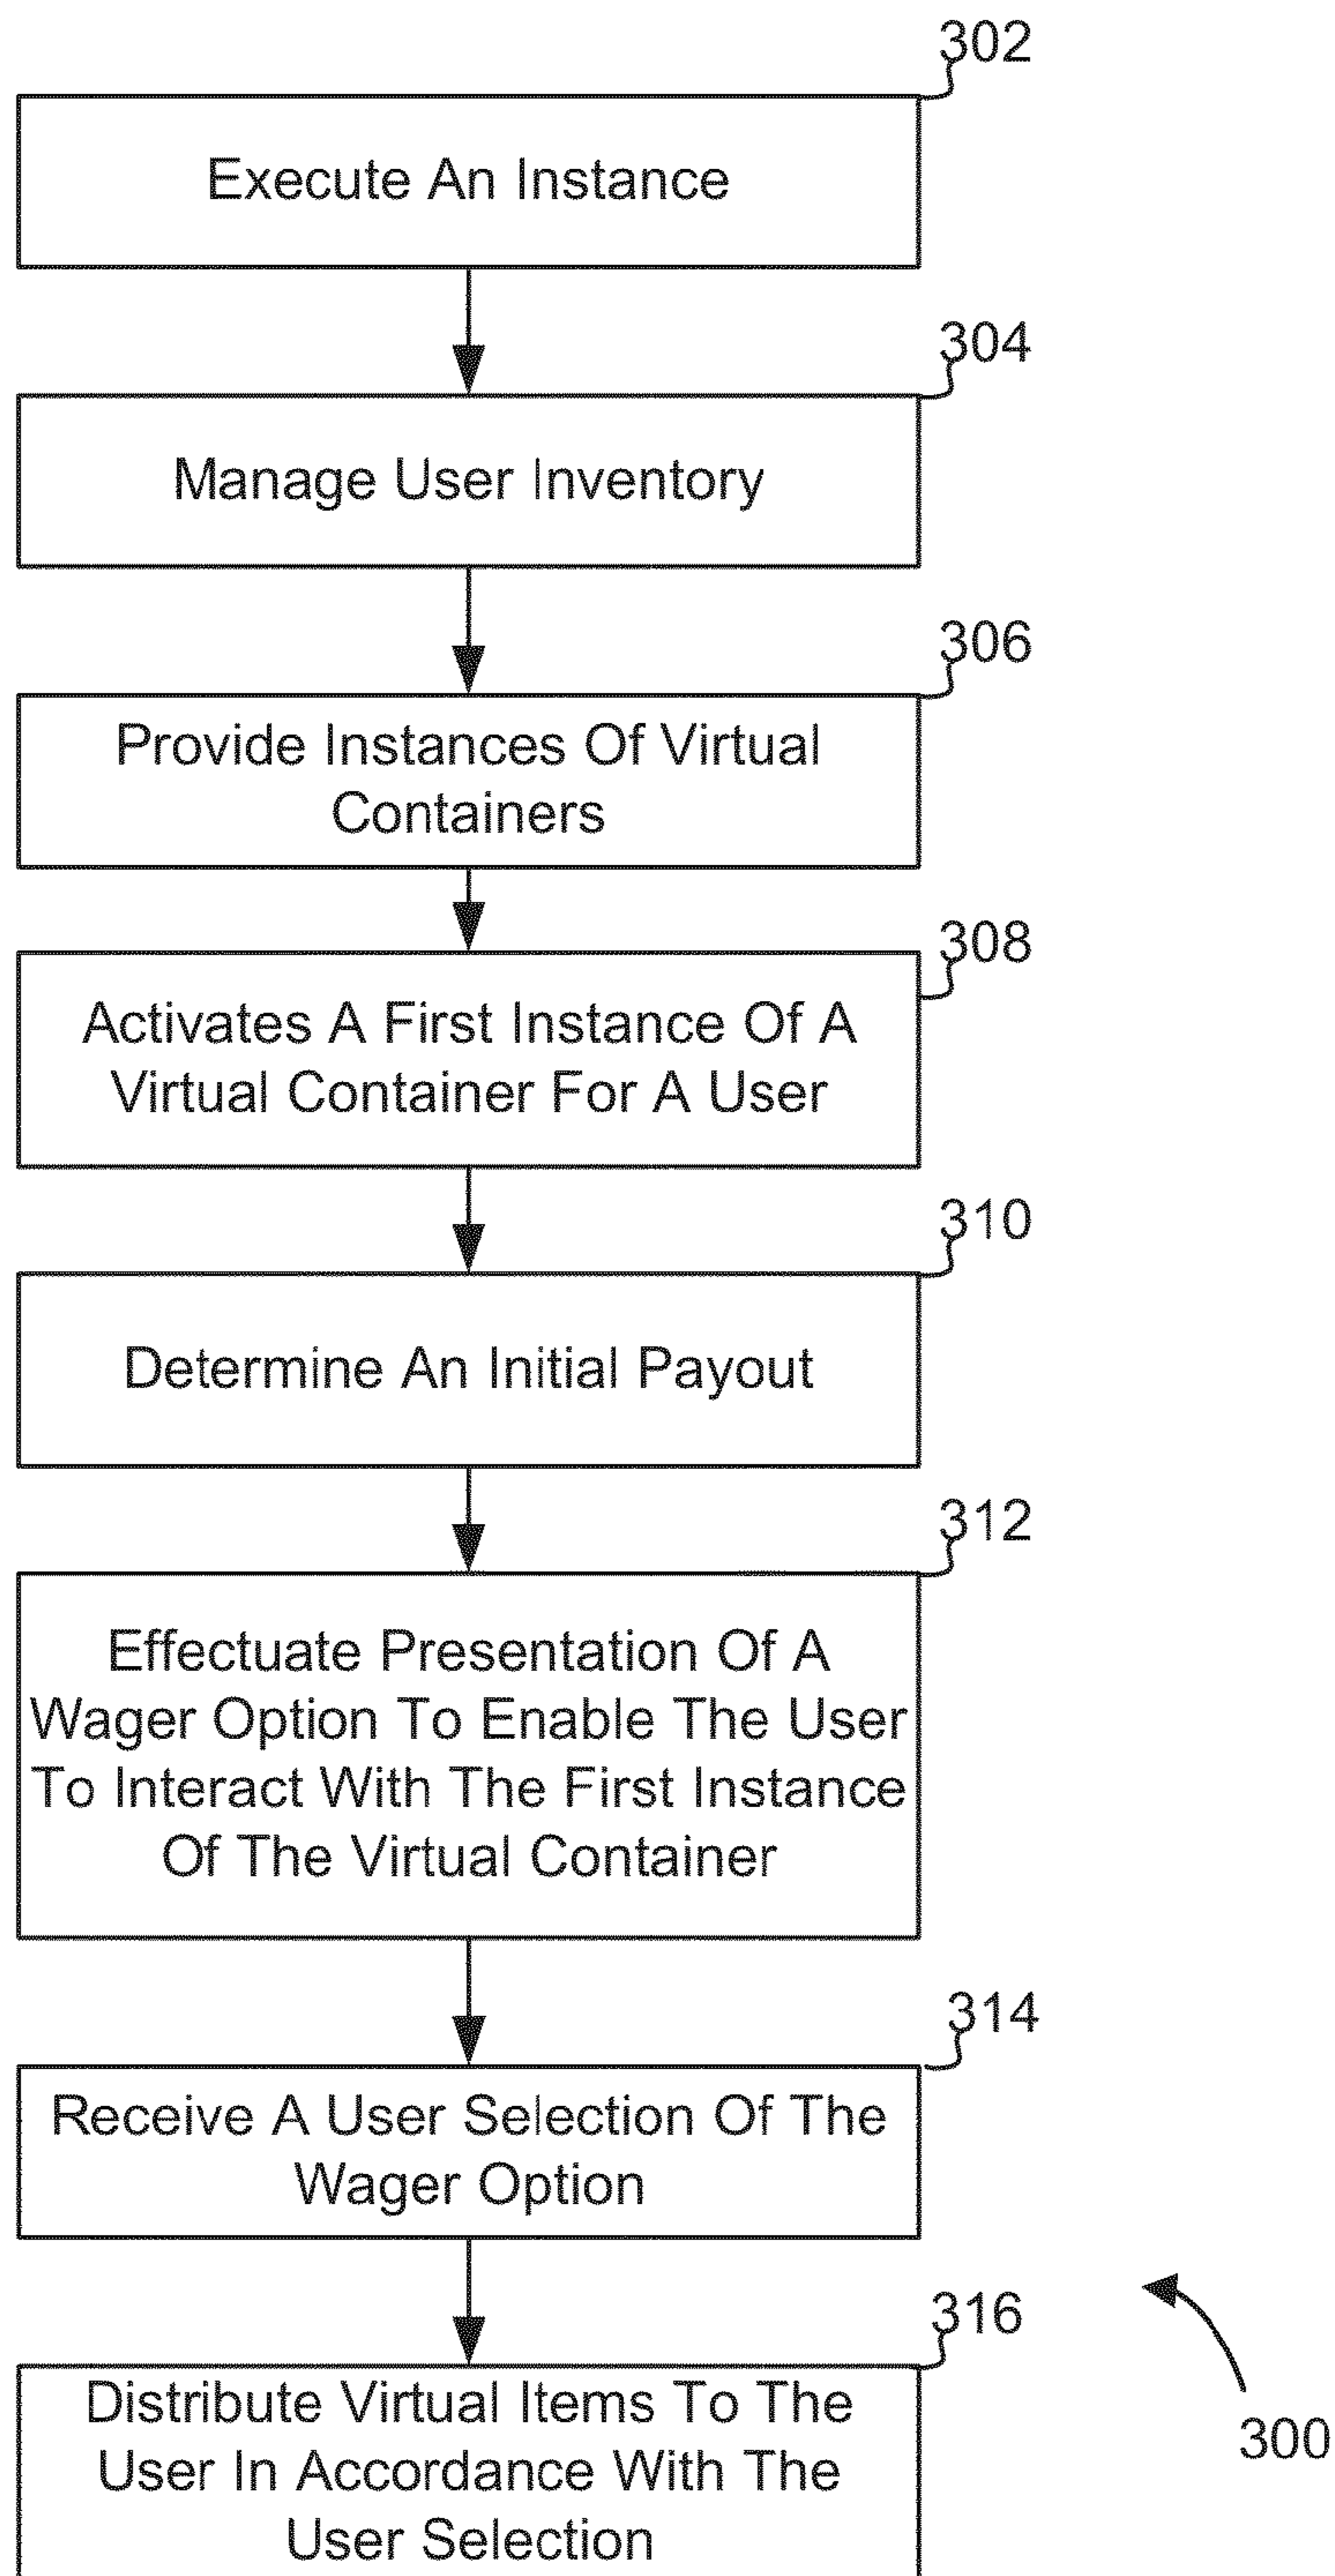 302
Execute An Instance
304
Manage User Inventory
306
Provide Instances Of Virtual
Containers
308
Activates A First Instance Of A
Virtual Container For A User
310
Determine An Initial Payout
312
Effectuate Presentation Of A
Wager Option To Enable The User
To Interact With The First Instance
Of The Virtual Container
314
Receive A User Selection Of The
Wager Option
316
Distribute Virtual Items To The
User In Accordance With The
User Selection
300